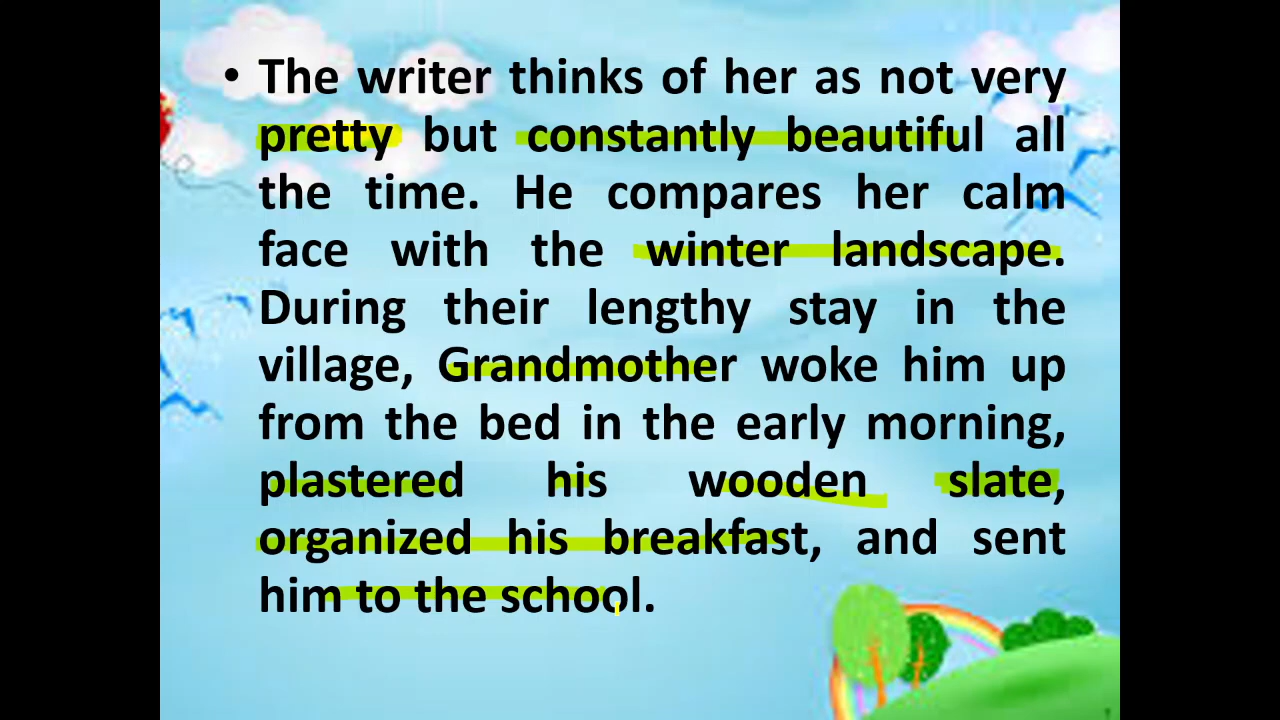 • The writer thinks of her as not very
pretty but constantly beautiful all
the time. He compares her calm
face with the winter landscape.
During their lengthy stay in the
village, Grandmother woke him up
from the bed in the early morning,
plastered his wooden slate,
organized his breakfast, and sent
him to the school.